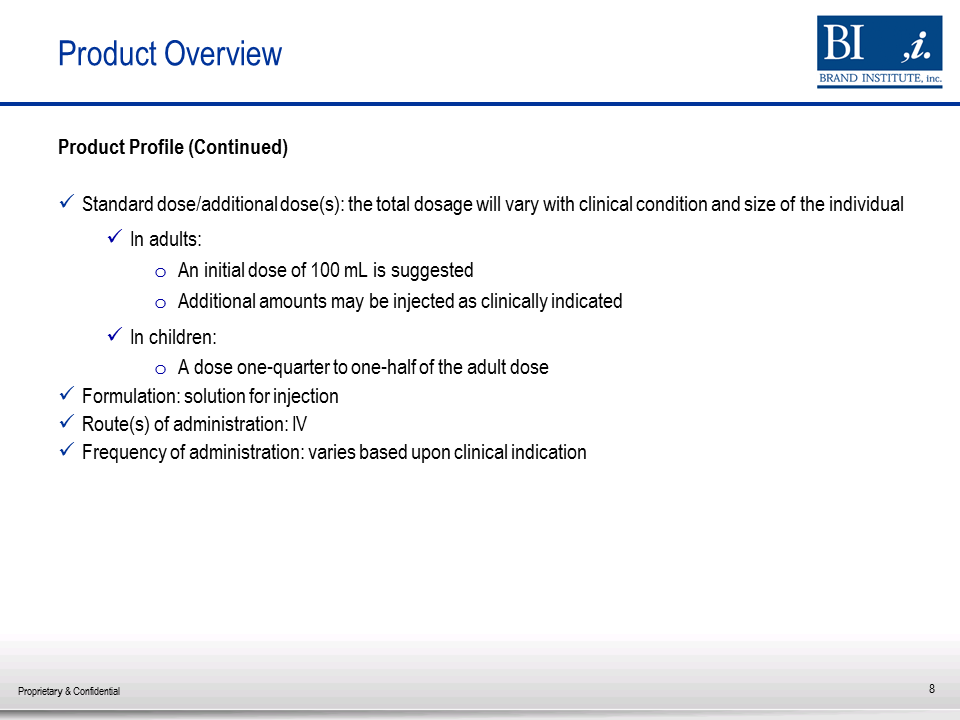 Product Overview
BI ,i.
BRAND INSTITUTE, inc.
Product Profile (Continued)
✓ Standard dose/additional dose(s): the total dosage will vary with clinical condition and size of the individual
✓ In adults:
o An initial dose of 100 mL is suggested
o Additional amounts may be injected as clinically indicated
✓ In children:
o A dose one-quarter to one-half of the adult dose
✓ Formulation: solution for injection
✓ Route(s) of administration: IV
✓ Frequency of administration: varies based upon clinical indication
Proprietary & Confidential
8